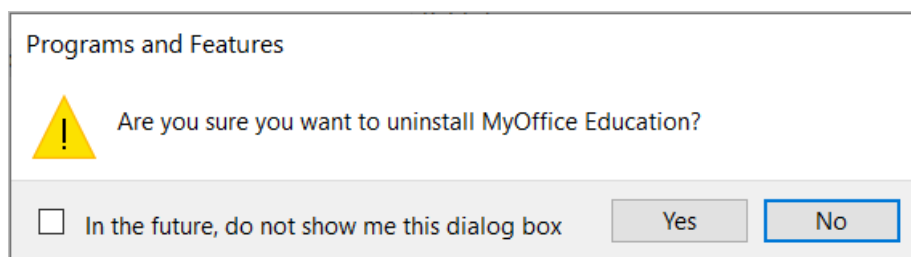 Programs and Features
Are you sure you want to uninstall MyOffice Education?
In the future, do not show me this dialog box
Yes
No